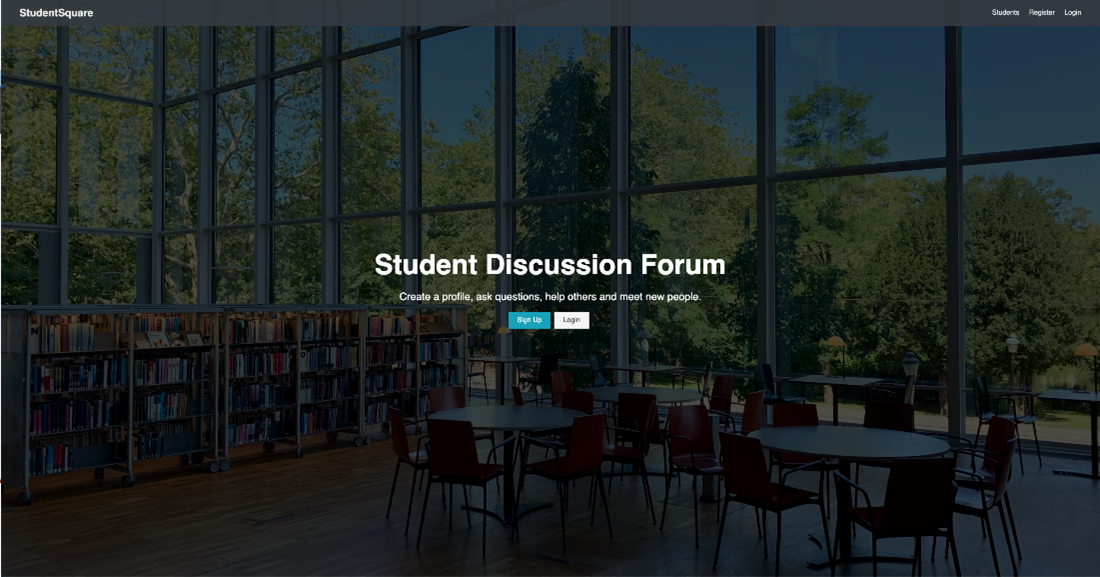 StudentSquare
Students Register Login
Student Discussion Forum
Create a profile, ask questions, help others and meet new people.
Sign Up Login
N